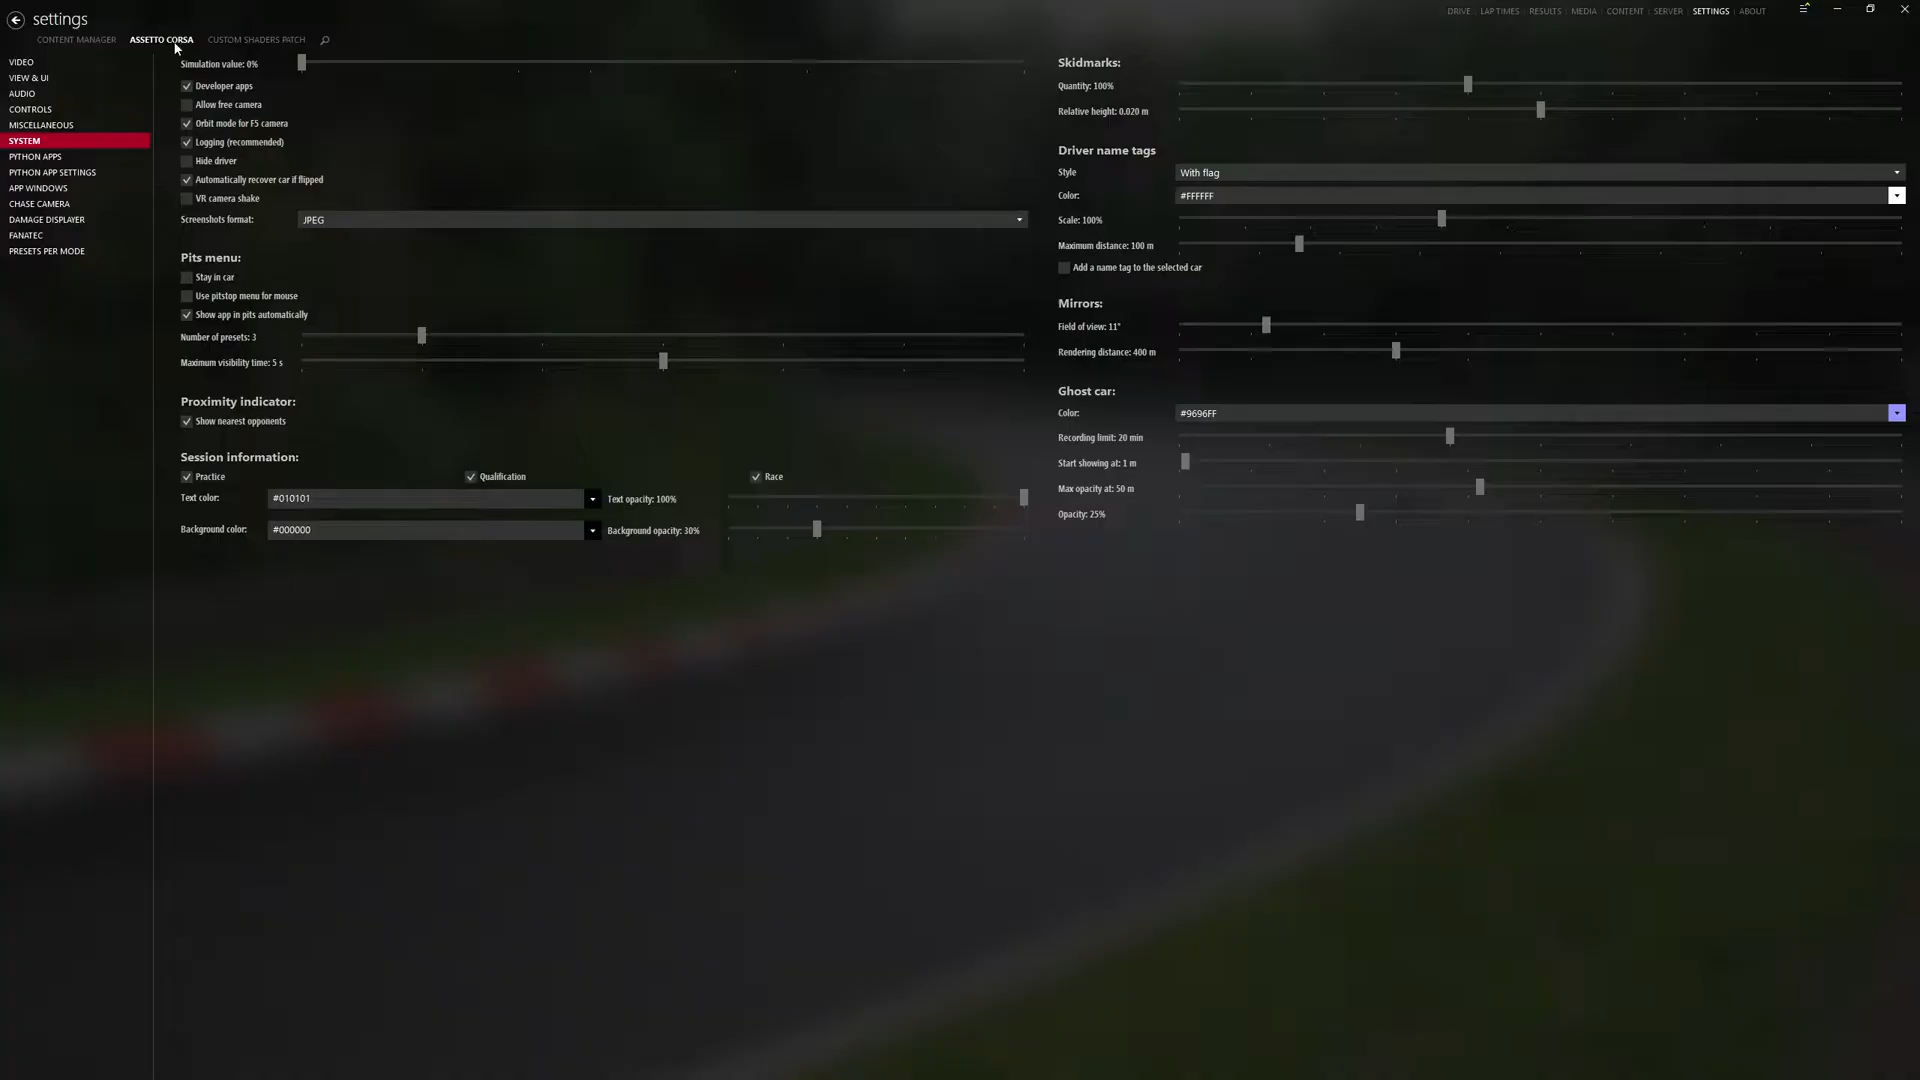 settings
DRIVE LAP TIMES RESULTS MEDIA CONTENT SERVER SETTINGS ABOUT
CONTENT MANAGER ASSETTO CORSA CUSTOM SHADERS PATCH
VIDEO
VIEW & UI
AUDIO
CONTROLS
MISCELLANEOUS
SYSTEM
PYTHON APPS
PYTHON APP SETTINGS
APP WINDOWS
CHASE CAMERA
DAMAGE DISPLAYER
FANATEC
PRESETS PER MODE
Simulation value: 0%
Developer apps
Allow free camera
Orbit mode for F5 camera
Logging (recommended)
Hide driver
Automatically recover car if flipped
VR camera shake
Screenshots format: JPEG
Pits menu:
Stay in car
Use pitstop menu for mouse
Show app in pits automatically
Number of presets: 3
Maximum visibility time: 5 s
Proximity indicator:
Show nearest opponents
Session information:
Practice Qualification Race
Text color: #010101 Text opacity: 100%
Background color: #000000 Background opacity: 30%
Skidmarks:
Quantity: 100%
Relative height: 0.020 m
Driver name tags
Style With flag
Color: #FFFFFF
Scale: 100%
Maximum distance: 100 m
Add a name tag to the selected car
Mirrors:
Field of view: 11°
Rendering distance: 400 m
Ghost car:
Color: #9696FF
Recording limit: 20 min
Start showing at: 1 m
Max opacity at: 50 m
Opacity: 25%